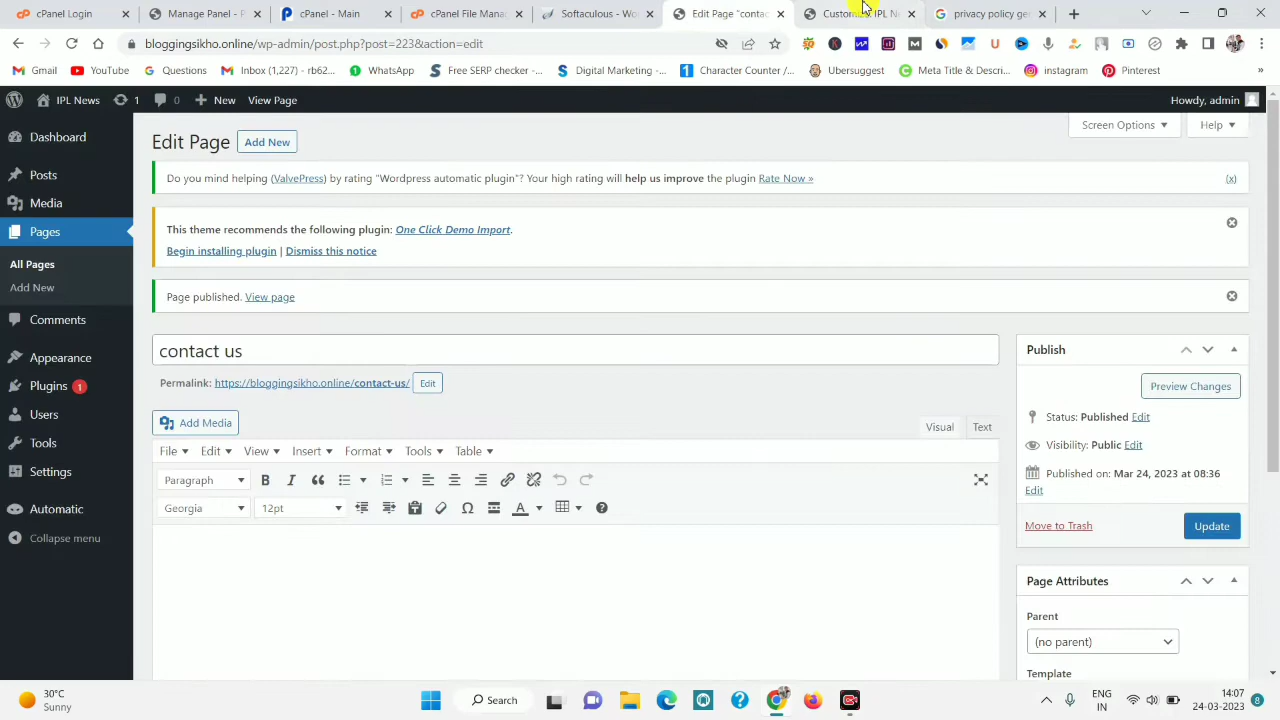 cPanel Login
Manage Panel -
cPanel - Main
cPanel File Mana
Softaculous - Wo
Edit Page "contac
privacy policy ge
bloggingsikho.online/wp-admin/post.php?post=223&action=edit
Gmail
YouTube
Question
Inbox (1,227) - rb62
WhatsApp
Free SERP checker -...
Digital Marketing -...
Character Counter /...
Ubersuggest
Meta Title & Descri...
instagram
Pinterest
»
IPL News
1
0
New
View Page
Howdy, admin
Dashboard
Posts
Media
Pages
All Pages
Add New
Comments
Appearance
Plugins 1
Users
Tools
Settings
Automatic
Collapse menu
Screen Options
Help
Edit Page
Add New
Do you mind helping (ValvePress) by rating "Wordpress automatic plugin"? Your high rating will help us improve the plugin Rate Now »
(x)
This theme recommends the following plugin: One Click Demo Import.
Begin installing plugin | Dismiss this notice
Page published. View page
contact us
Permalink: https://bloggingsikho.online/contact-us/ Edit
Add Media
Visual
Text
File
Edit
View
Insert
Format
Tools
Table
Paragraph
Georgia
12pt
Publish
Preview Changes
Status: Published Edit
Visibility: Public Edit
Published on: Mar 24, 2023 at 08:36
Edit
Move to Trash
Update
Page Attributes
Parent
(no parent)
Template
30°C
Sunny
Search
ENG
IN
14:07
24-03-2023
8